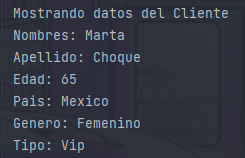 Mostrando datos del Cliente
Nombres: Marta
Apellido: Choque
Edad: 65
Pais: Mexico
Genero: Femenino
Tipo: Vip